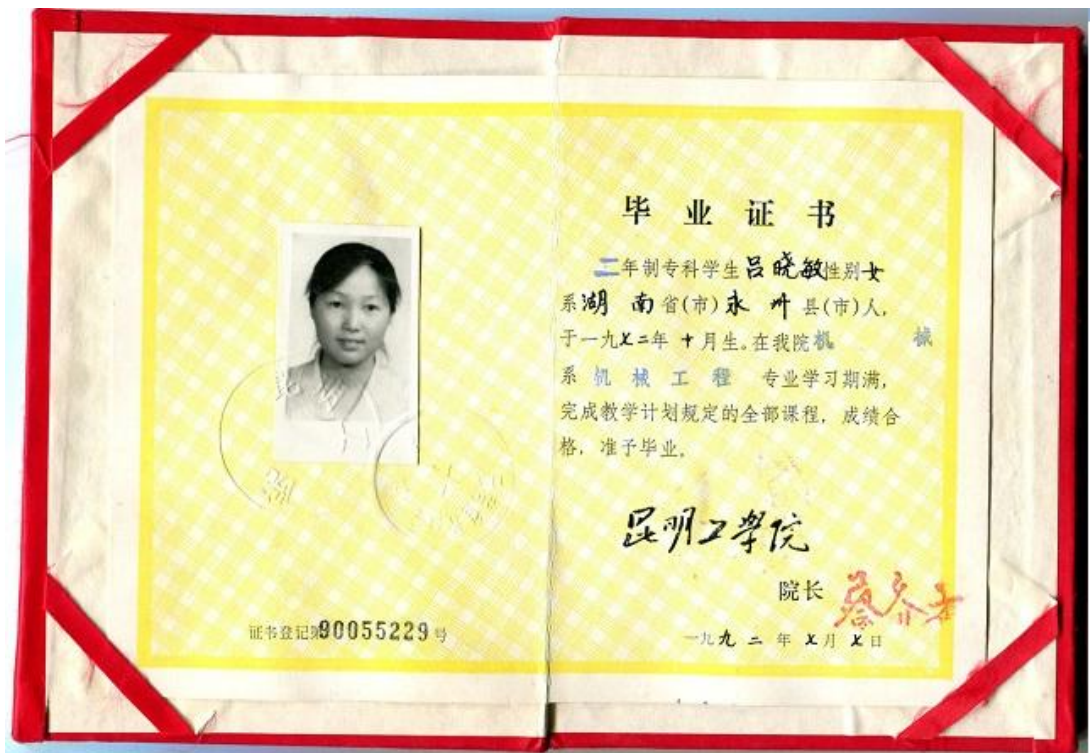 毕业证书
二年制专科学生吕晓敏性别女
系湖南省(市)永州县(市)人,
于一九七二年十月生。在我院机械
系机械工程专业学习期满,
完成教学计划规定的全部课程,成绩合
格,准予毕业。
昆明工学院
院长
一九九二年七月七日
证书登记第90055229号